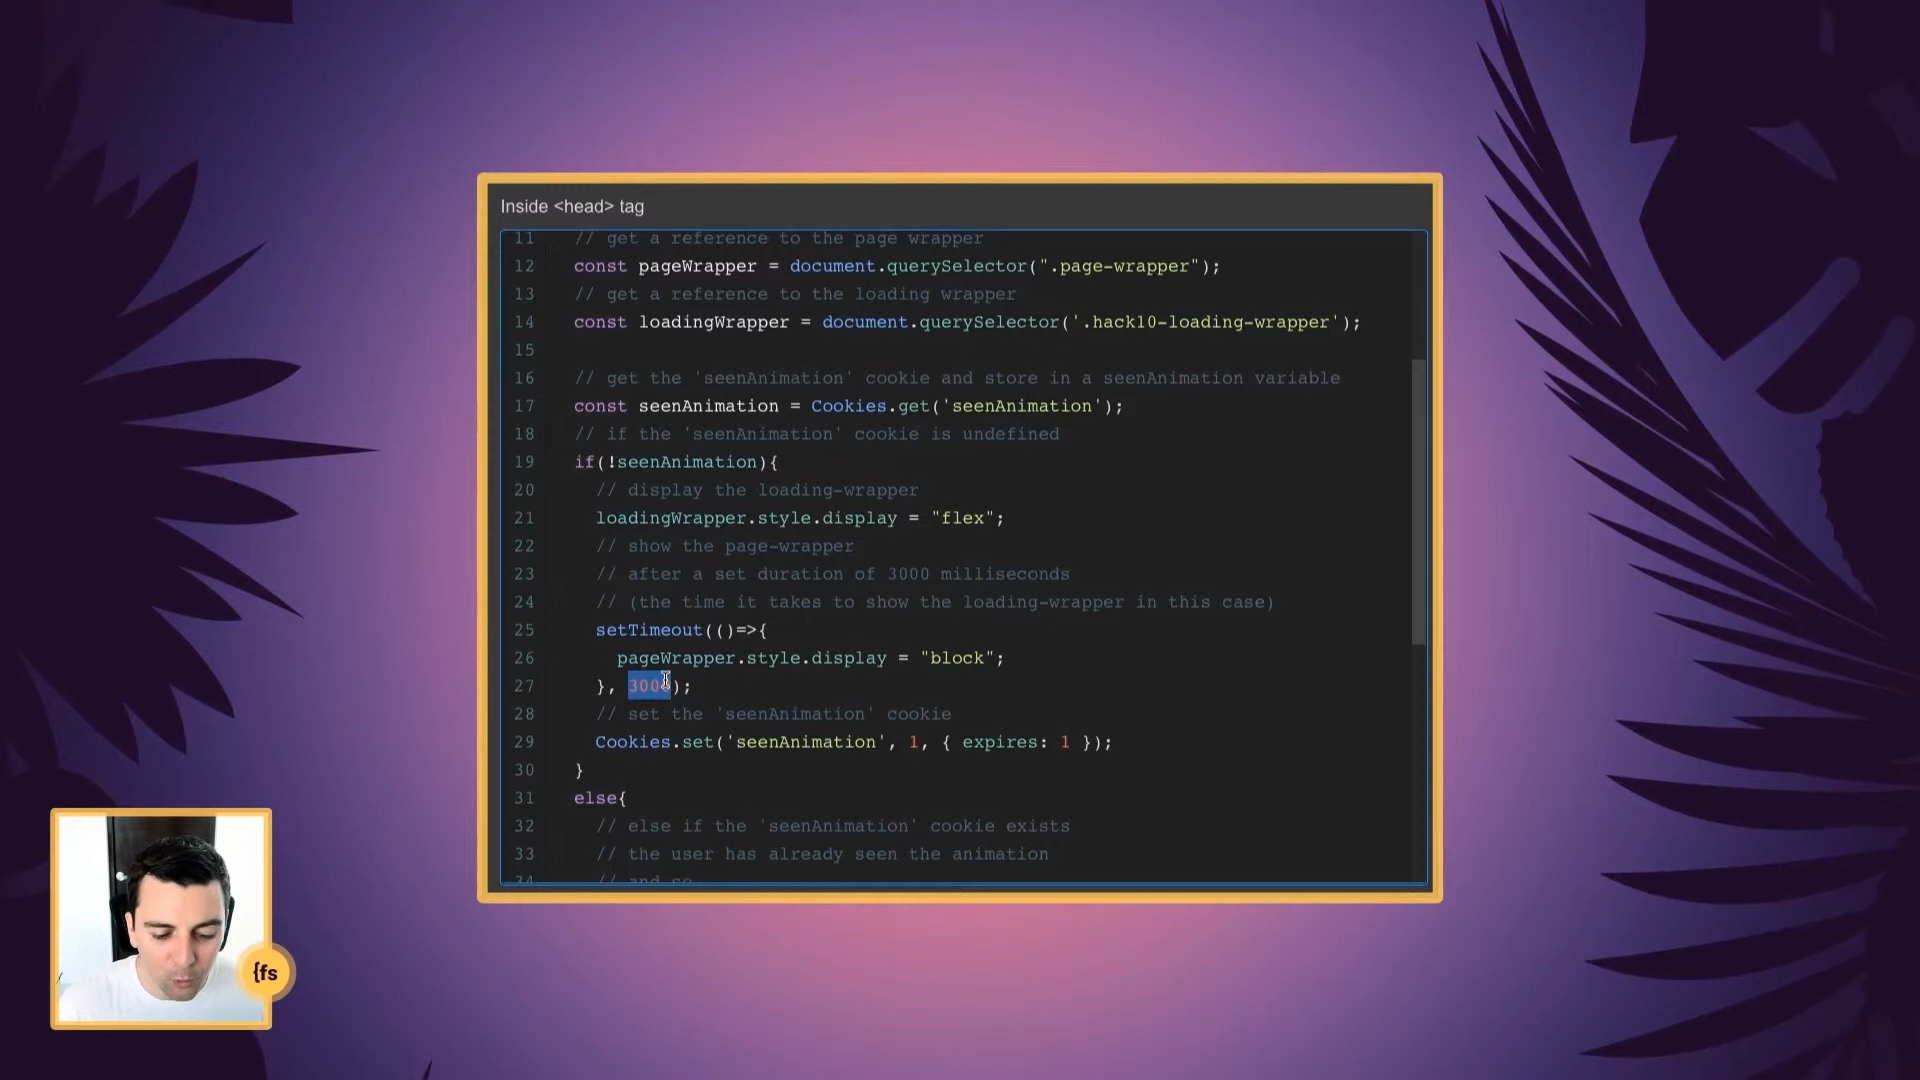 Inside <head> tag
11 // get a reference to the page wrapper
12 const pageWrapper = document.querySelector(".page-wrapper");
13 // get a reference to the loading wrapper
14 const loadingWrapper = document.querySelector('.hack10-loading-wrapper');
15
16 // get the 'seenAnimation' cookie and store in a seenAnimation variable
17 const seenAnimation = Cookies.get('seenAnimation');
18 // if the 'seenAnimation' cookie is undefined
19 if(!seenAnimation){
20 // display the loading-wrapper
21 loadingWrapper.style.display = "flex";
22 // show the page-wrapper
23 // after a set duration of 3000 milliseconds
24 // (the time it takes to show the loading-wrapper in this case)
25 setTimeout(()=>{
26 pageWrapper.style.display = "block";
27 }, 3000);
28 // set the 'seenAnimation' cookie
29 Cookies.set('seenAnimation', 1, { expires: 1 });
30 }
31 else{
32 // else if the 'seenAnimation' cookie exists
33 // the user has already seen the animation
34 // and so
{fs